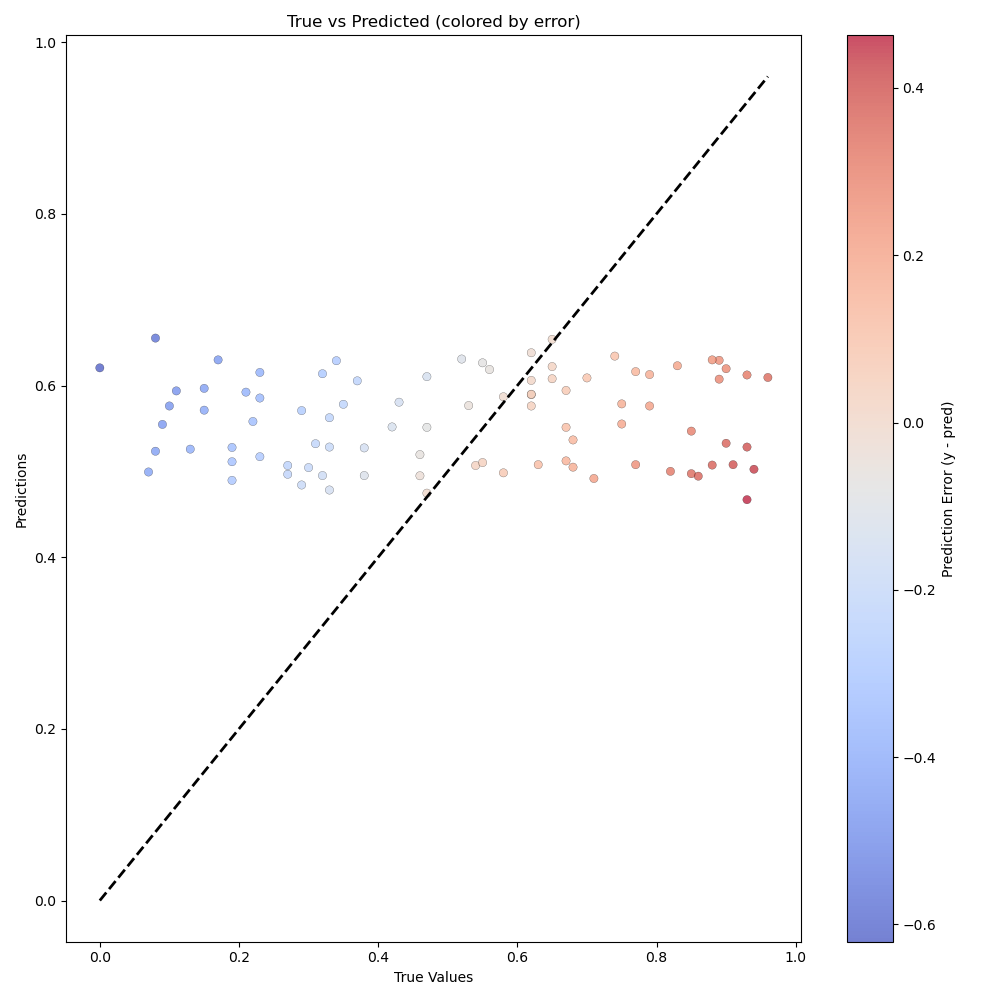 True vs Predicted (colored by error)
1.0
0.8
0.6
0.4
0.2
0.0
Predictions
0.0 0.2 0.4 0.6 0.8 1.0
True Values
0.4
0.2
0.0
−0.2
−0.4
−0.6
Prediction Error (y - pred)